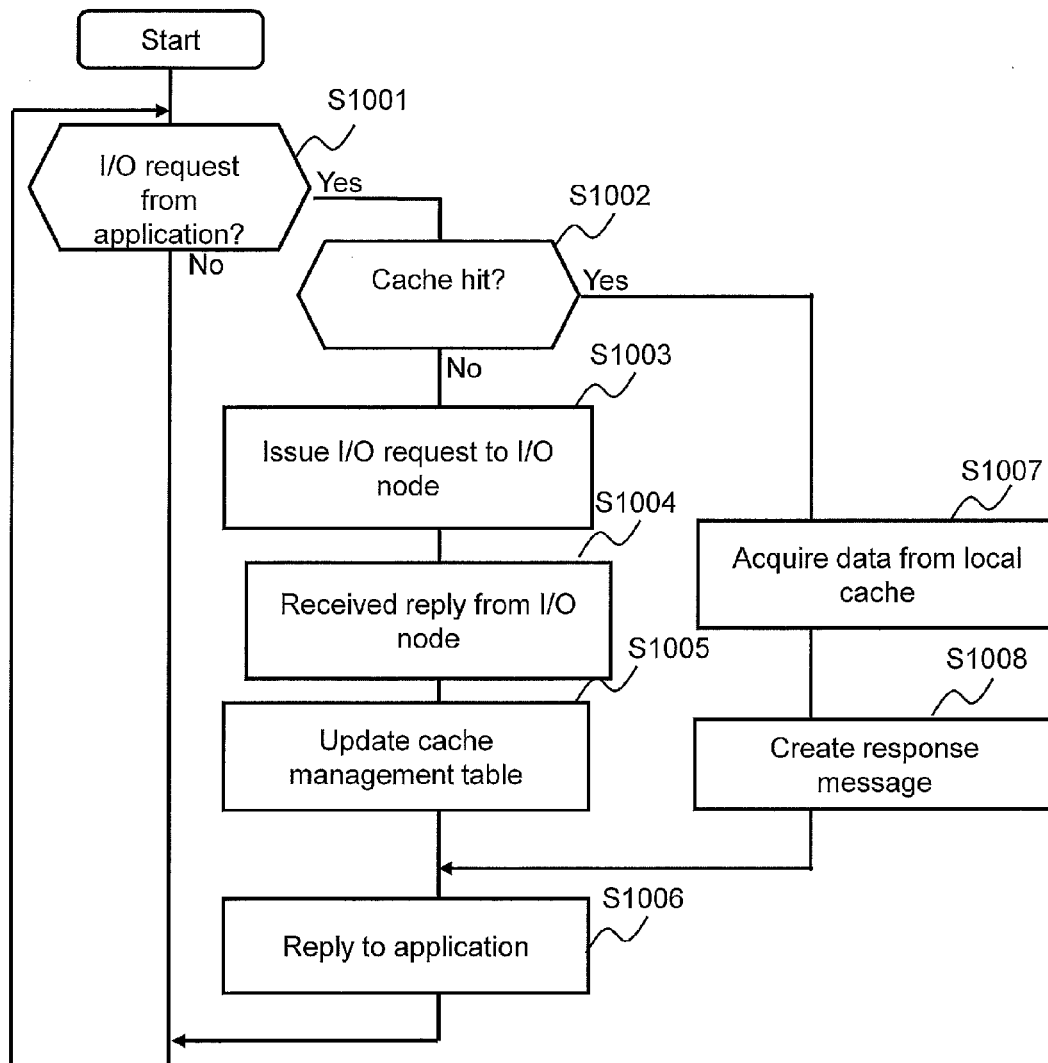 Start
S1001
I/O request
from
application?
Yes
No
S1002
Cache hit?
Yes
No
S1003
Issue I/O request to I/O
node
S1004
Received reply from I/O
node
S1005
Update cache
management table
S1007
Acquire data from local
cache
S1008
Create response
message
S1006
Reply to application